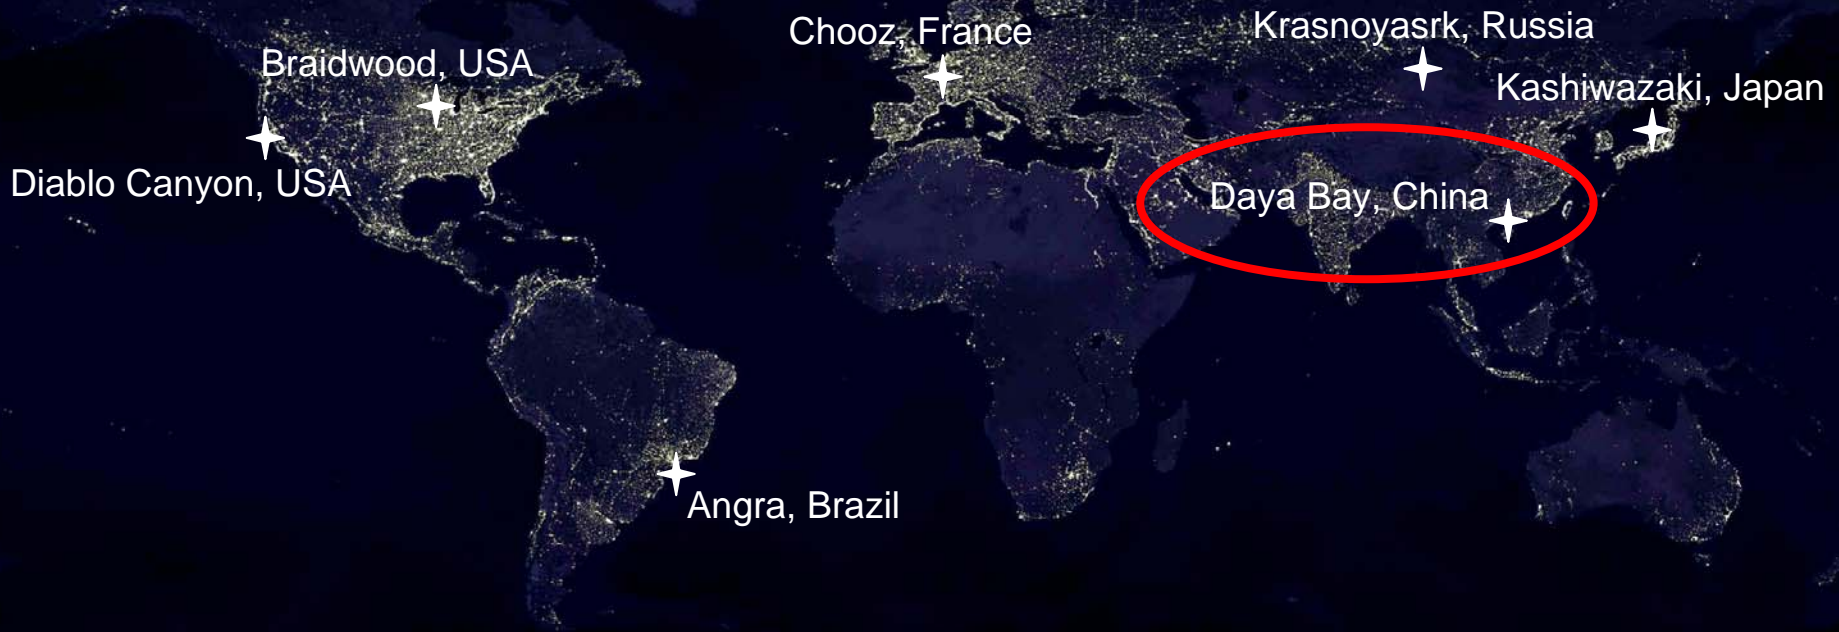 Chooz, France
Krasnoyasrk, Russia
Braidwood, USA
Kashiwazaki, Japan
Diablo Canyon, USA
Daya Bay, China
Angra, Brazil